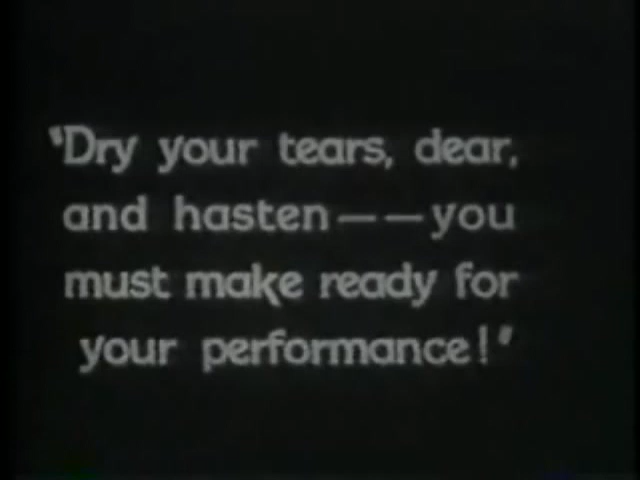 "Dry your tears, dear,
and hasten——you
must make ready for
your performance!"